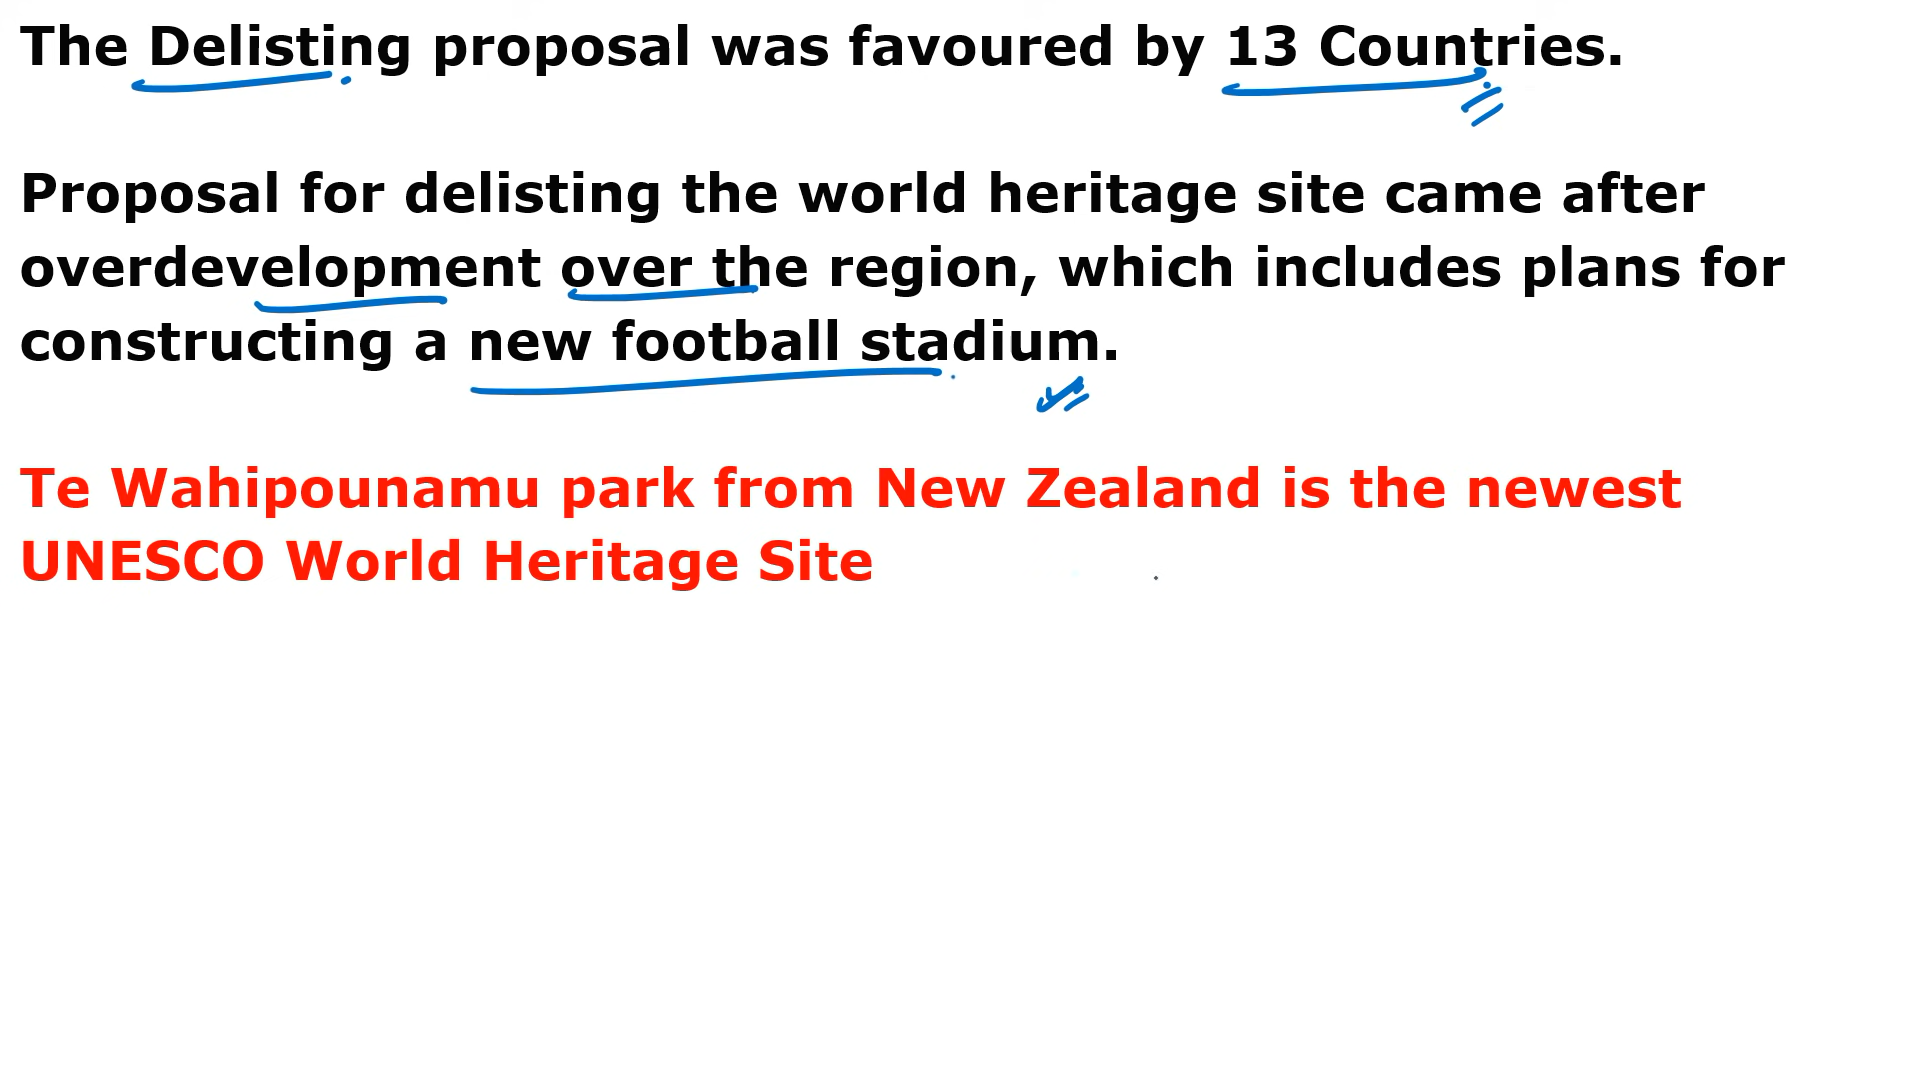 The Delisting proposal was favoured by 13 Countries.
Proposal for delisting the world heritage site came after
overdevelopment over the region, which includes plans for
constructing a new football stadium.
Te Wahipounamu park from New Zealand is the newest
UNESCO World Heritage Site